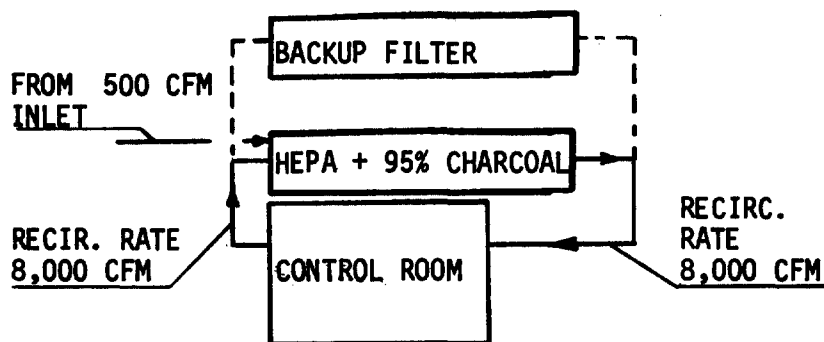 BACKUP FILTER
FROM 500 CFM
INLET
HEPA + 95% CHARCOAL
RECIR. RATE
8,000 CFM
CONTROL ROOM
RECIRC.
RATE
8,000 CFM